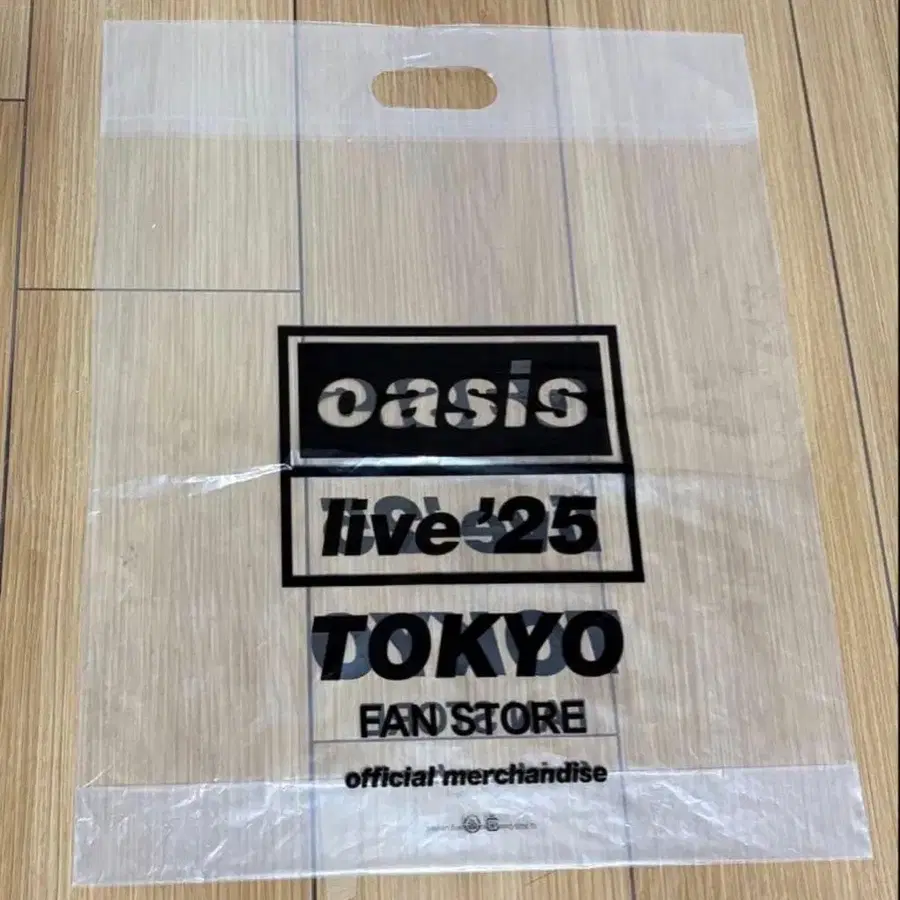 oasis
live '25
TOKYO
FAN STORE
official merchandise